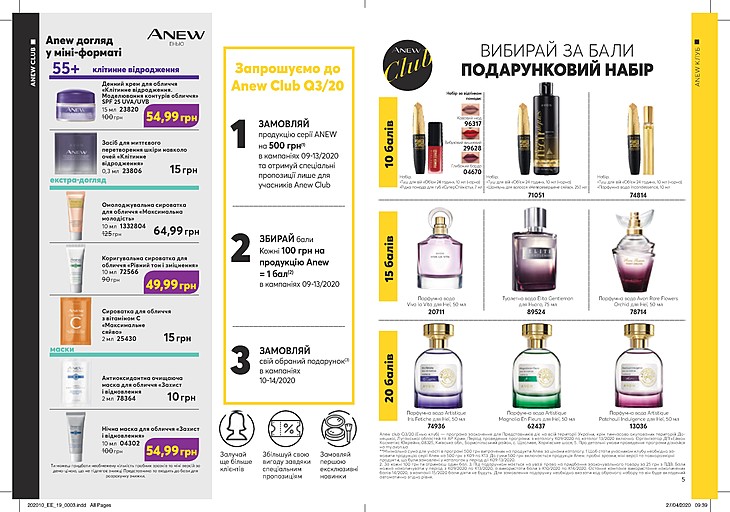 ANEW CLUB
Anew догляд
у міні-форматі
ANEW
ЕНЬЮ
55+ клітинне відродження
Денний крем для обличчя
«Клітинне відродження.
Моделювання контурів обличчя»
SPF 25 UVA/UVB
15 мл 23820
100 грн
54,99 грн
Засіб для миттєвого
перетворення шкіри навколо
очей «Клітинне
відродження»
0,3 мл 23806
15 грн
екстра-догляд
Омолоджувальна сироватка
для обличчя «Максимальна
молодість»
10 мл 1332804
125 грн
64,99 грн
Коригувальна сироватка для
обличчя «Рівний тон і зміцнення»
10 мл 72566
90 грн
49,99 грн
Сироватка для обличчя
з вітаміном С
«Максимальне
сяйво»
2 мл 25430
15 грн
маски
Антиоксидантна очищаюча
маска для обличчя «Захист
і відновлення
2 мл 78364
10 грн
Нічна маска для обличчя «Захист
і відновлення»
10 мл 04302
100 грн
54,99 грн
Запрошуємо до
Anew Club Q3/20
1
ЗАМОВЛЯЙ
продукцію серії ANEW
на 500 грн(1)
в кампаніях 09-13/2020
та отримуй спеціальні
пропозиції лише для
учасників Anew Club
2
ЗБИРАЙ бали
Кожні 100 грн на
продукцію Anew
= 1 бал(2)
в кампаніях 09-13/2020
3
ЗАМОВЛЯЙ
свій обраний подарунок(3)
в кампаніях
10-14/2020
Залучай
ще більше
клієнтів
Збільшуй свою
вигоду завдяки
спеціальним
пропозиціям
Замовляй
першою
ексклюзивні
новинки
ANEW
Club
ВИБИРАЙ ЗА БАЛИ
ПОДАРУНКОВИЙ НАБІР
ANEW КЛУБ
10 балів
Набір за відтінком
помади:
96317
29628
04670
71051
74814
15 балів
Парфумна вода
Viva la Vita для Неї, 50 мл
20711
Туалетна вода Elite Gentleman
для Нього, 75 мл
89524
Парфумна вода Avon Rare Flowers
Orchid для Неї, 50 мл
78714
20 балів
Парфумна вода Artistique
Iris Fetiche для Неї, 50 мл
74936
Парфумна вода Artistique
Magnolia En Fleurs для Неї, 50 мл
62437
Парфумна вода Artistique
Patchouli Indulgence для Неї, 50 мл
13036
5
202010_EE_19_0003.indd All Pages
27/04/2020 09:39